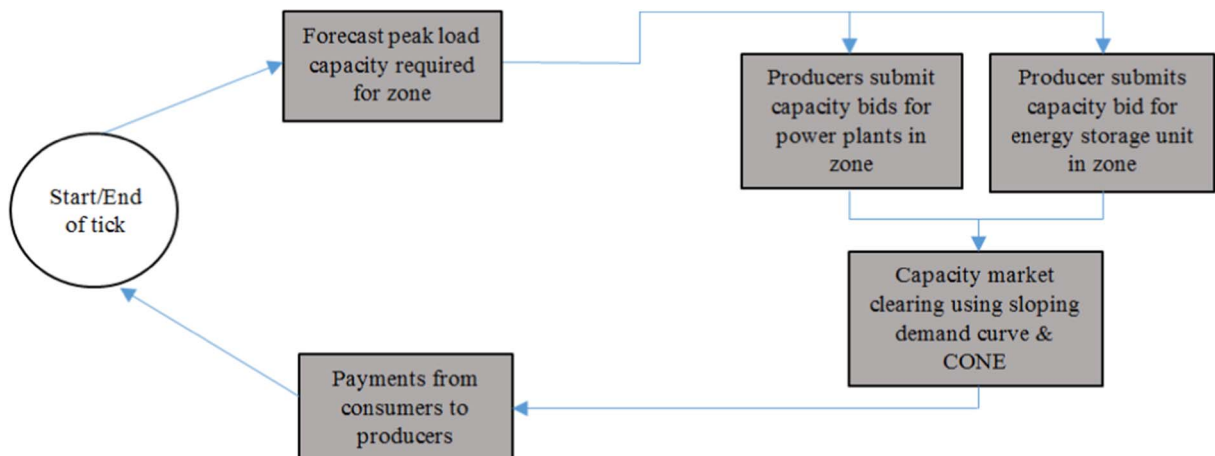 Forecast peak load
capacity required
for zone
Producers submit
capacity bids for
power plants in
zone
Producer submits
capacity bid for
energy storage unit
in zone
Start/End
of tick
Capacity market
clearing using sloping
demand curve &
CONE
Payments from
consumers to
producers